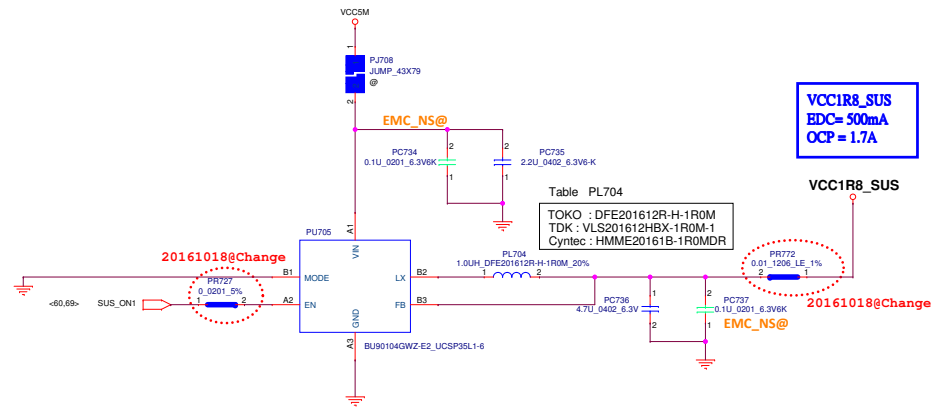 VCC5M
1
PJ708
JUMP_43X79
@
2
EMC_NS@
2
PC734
0.1U_0201_6.3V6K
1
2
PC735
2.2U_0402_6.3V6-K
1
VCC1R8_SUS
EDC= 500mA
OCP = 1.7A
VCC1R8_SUS
Table PL704
TOKO : DFE201612R-H-1R0M
TDK : VLS201612HBX-1R0M-1
Cyntec : HMME20161B-1R0MDR
PU705
A1
VIN
20161018@Change
PR727
0_0201_5%
1
2
<60,69>
SUS_ON1
B1
MODE
A2
EN
GND
A3
LX
B2
FB
B3
BU90104GWZ-E2_UCSP35L1-6
PL704
1.0UH_DFE201612R-H-1R0M_20%
1
2
PC736
4.7U_0402_6.3V
1
2
2
PC737
0.1U_0201_6.3V6K
1
EMC_NS@
PR772
0.01_1206_LE_1%
2
1
20161018@Change